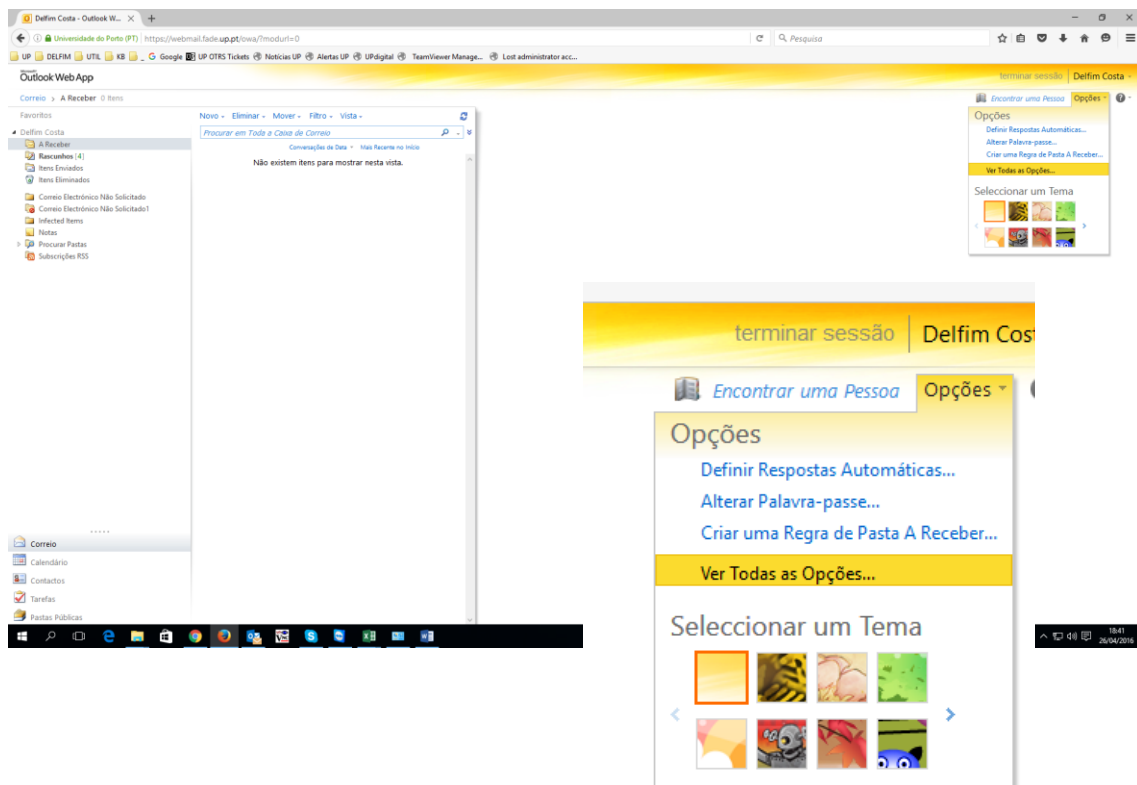 Delfim Costa - Outlook W...
Universidade do Porto (PT) https://webmail.fade.up.pt/owa/?modurl=0
Pesquisa
UP DELFIM UTIL KB _ Google UP OTRS Tickets Notícias UP Alertas UP UPdigital TeamViewer Manage... Lost administrator acc...
Outlook Web App
terminar sessão Delfim Costa
Correio > A Receber 0 Itens
Encontrar uma Pessoa Opções
Favoritos
Delfim Costa
A Receber
Rascunhos [4]
Itens Enviados
Itens Eliminados
Correio Electrónico Não Solicitado
Correio Electrónico Não Solicitado1
Infected Items
Notas
Procurar Pastas
Subscrições RSS
Novo Eliminar Mover Filtro Vista
Procurar em Toda a Caixa de Correio
Conversações de Data Mais Recente no Início
Não existem itens para mostrar nesta vista.
Opções
Definir Respostas Automáticas...
Alterar Palavra-passe...
Criar uma Regra de Pasta A Receber...
Ver Todas as Opções...
Seleccionar um Tema
terminar sessão Delfim Cos
Encontrar uma Pessoa Opções
Opções
Definir Respostas Automáticas...
Alterar Palavra-passe...
Criar uma Regra de Pasta A Receber...
Ver Todas as Opções...
Seleccionar um Tema
Correio
Calendário
Contactos
Tarefas
Pastas Públicas
18:41
26/04/2016